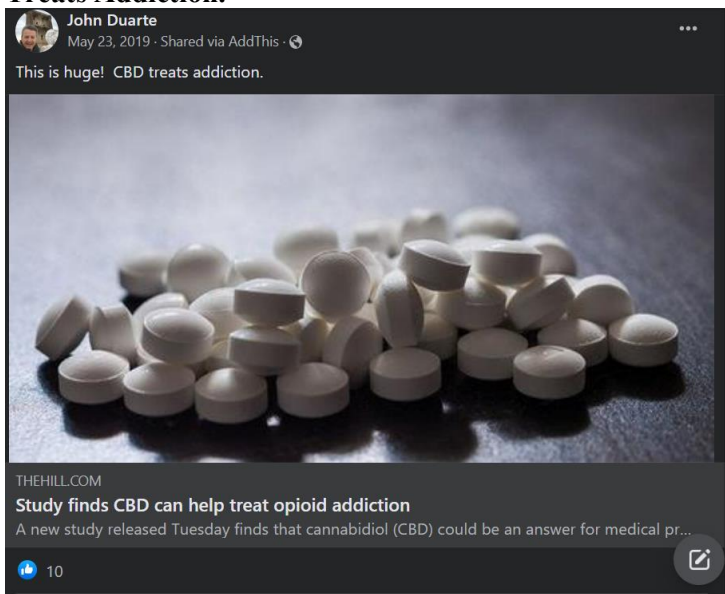 Treats Addiction.
John Duarte
May 23, 2019 · Shared via AddThis ·
This is huge! CBD treats addiction.
THEHILL.COM
Study finds CBD can help treat opioid addiction
A new study released Tuesday finds that cannabidiol (CBD) could be an answer for medical pr...
10